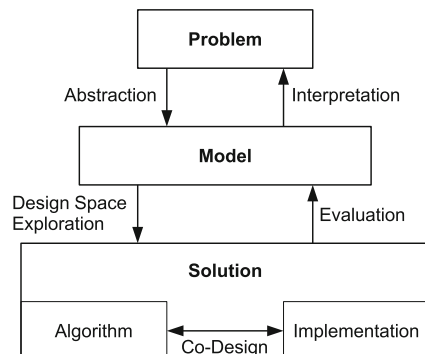 Problem
Abstraction
Interpretation
Model
Design Space
Exploration
Evaluation
Solution
Algorithm
Implementation
Co-Design